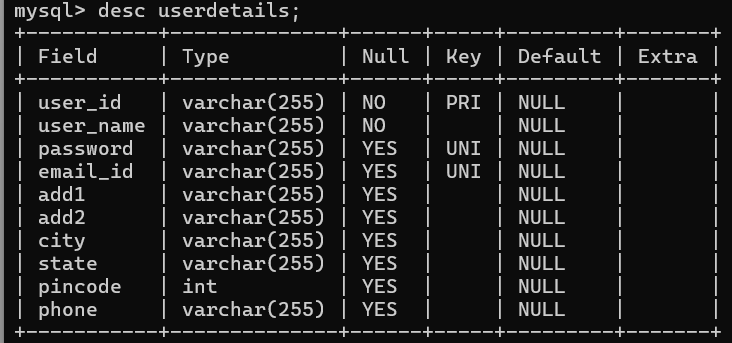 mysql> desc userdetails;
+-----------+--------------+------+-----+---------+-------+
| Field     | Type         | Null | Key | Default | Extra |
+-----------+--------------+------+-----+---------+-------+
| user_id   | varchar(255) | NO   | PRI | NULL    |       |
| user_name | varchar(255) | NO   |     | NULL    |       |
| password  | varchar(255) | YES  | UNI | NULL    |       |
| email_id  | varchar(255) | YES  | UNI | NULL    |       |
| add1      | varchar(255) | YES  |     | NULL    |       |
| add2      | varchar(255) | YES  |     | NULL    |       |
| city      | varchar(255) | YES  |     | NULL    |       |
| state     | varchar(255) | YES  |     | NULL    |       |
| pincode   | int          | YES  |     | NULL    |       |
| phone     | varchar(255) | YES  |     | NULL    |       |
+-----------+--------------+------+-----+---------+-------+